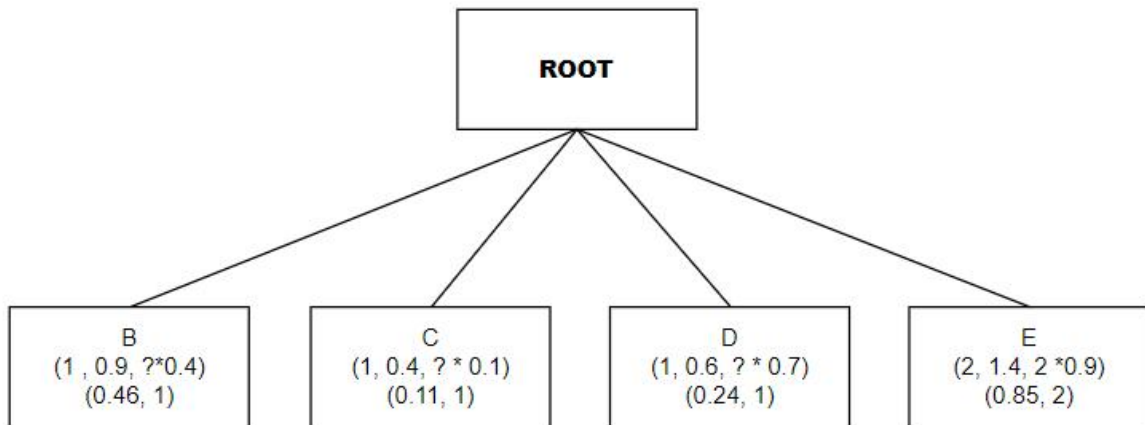 ROOT
B
(1 , 0.9, ?*0.4)
(0.46, 1)
C
(1, 0.4, ? * 0.1)
(0.11, 1)
D
(1, 0.6, ? * 0.7)
(0.24, 1)
E
(2, 1.4, 2 *0.9)
(0.85, 2)